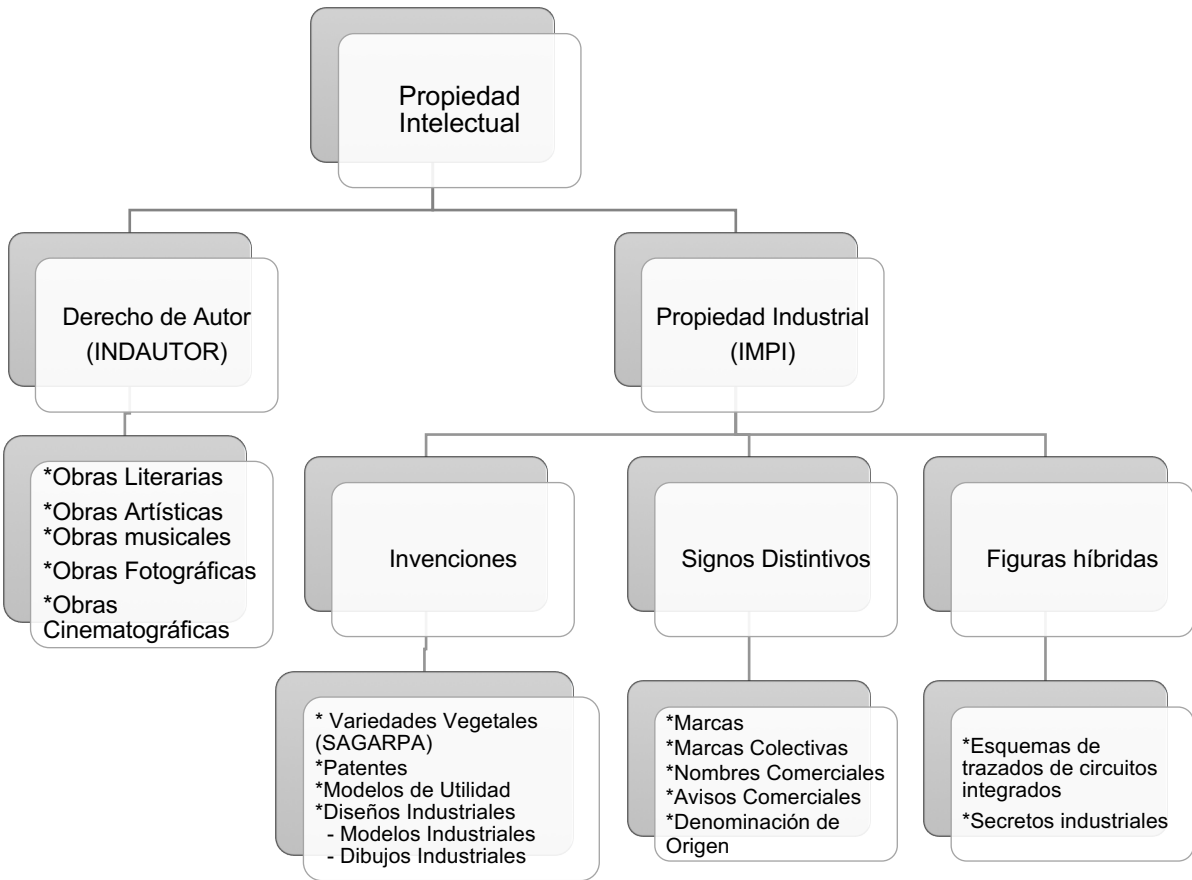 Propiedad
Intelectual
Derecho de Autor
(INDAUTOR)
Propiedad Industrial
(IMPI)
*Obras Literarias
*Obras Artísticas
*Obras musicales
*Obras Fotográficas
*Obras
Cinematográficas
Invenciones
Signos Distintivos
Figuras híbridas
* Variedades Vegetales
(SAGARPA)
*Patentes
*Modelos de Utilidad
*Diseños Industriales
- Modelos Industriales
- Dibujos Industriales
*Marcas
*Marcas Colectivas
*Nombres Comerciales
*Avisos Comerciales
*Denominación de
Origen
*Esquemas de
trazados de circuitos
integrados
*Secretos industriales